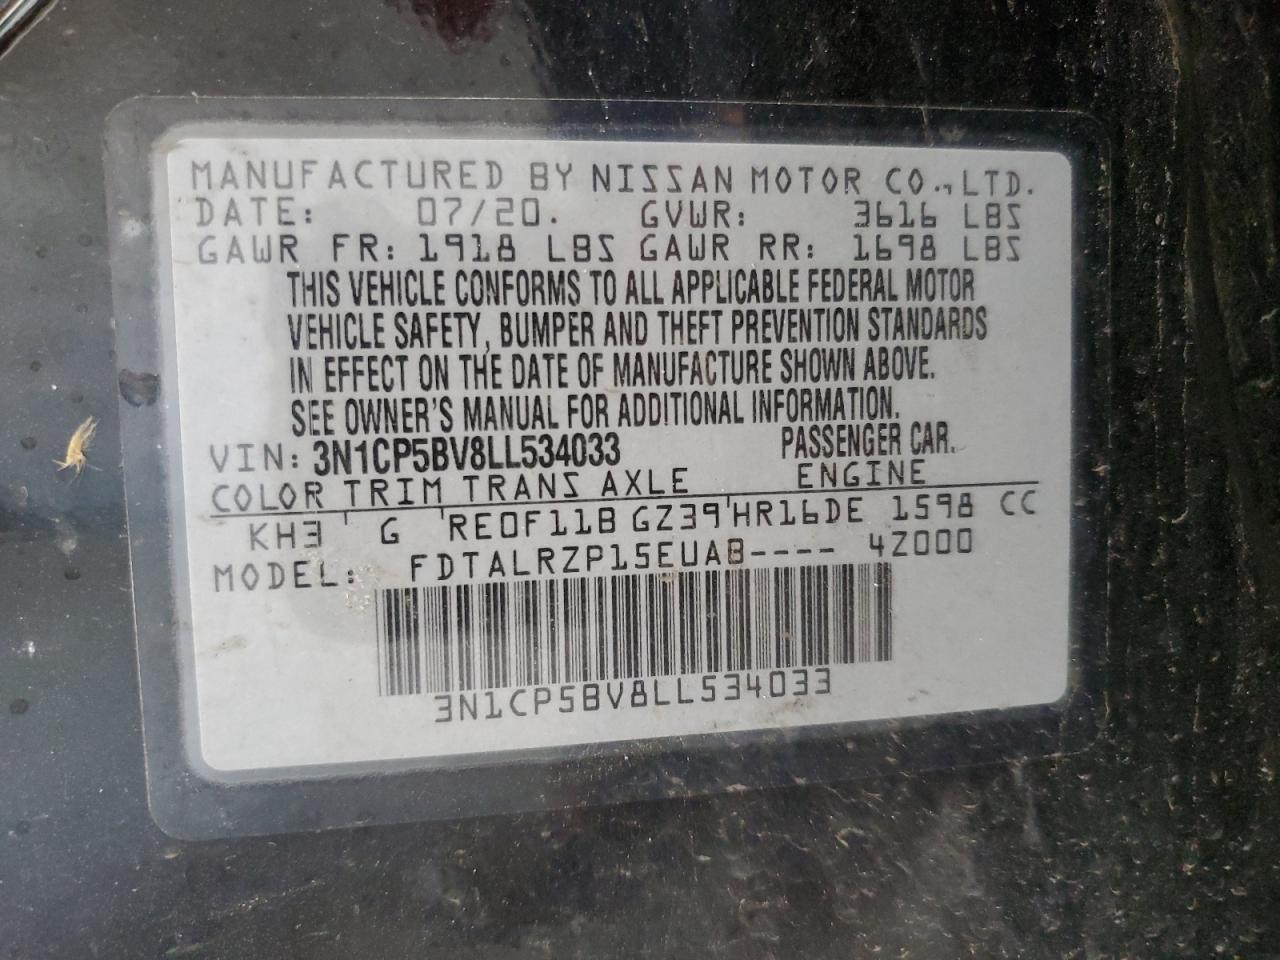 MANUFACTURED BY NISSAN MOTOR CO., LTD.
DATE: 07/20. GVWR: 3616 LBS
GAWR FR: 1918 LBS GAWR RR: 1698 LBS
THIS VEHICLE CONFORMS TO ALL APPLICABLE FEDERAL MOTOR
VEHICLE SAFETY, BUMPER AND THEFT PREVENTION STANDARDS
IN EFFECT ON THE DATE OF MANUFACTURE SHOWN ABOVE.
SEE OWNER'S MANUAL FOR ADDITIONAL INFORMATION.
VIN: 3N1CP5BV8LL534033 PASSENGER CAR.
COLOR TRIM TRANS AXLE ENGINE
KH3 G RE0F11B GZ39 HR16DE 1598 CC
MODEL: FDTALRZP15EUAB---- 4Z000
3N1CP5BV8LL534033